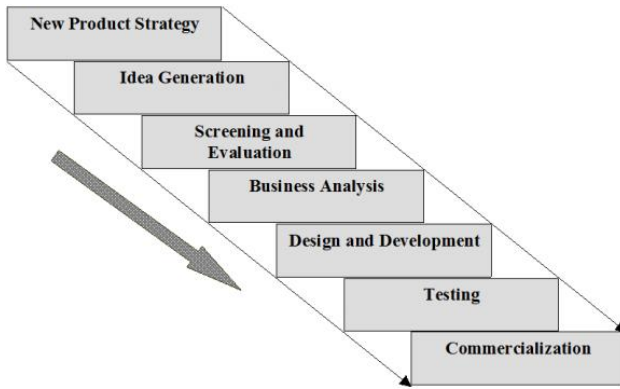 New Product Strategy
Idea Generation
Screening and
Evaluation
Business Analysis
Design and Development
Testing
Commercialization